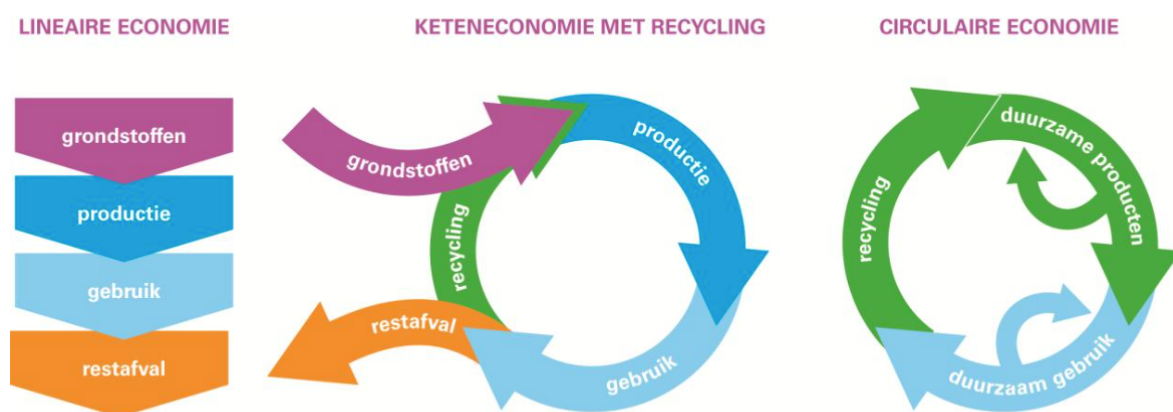 LINEAIRE ECONOMIE
grondstoffen
productie
gebruik
restafval
KETENECONOMIE MET RECYCLING
grondstoffen
productie
recycling
restafval
gebruik
CIRCULAIRE ECONOMIE
duurzame producten
recycling
duurzaam gebruik